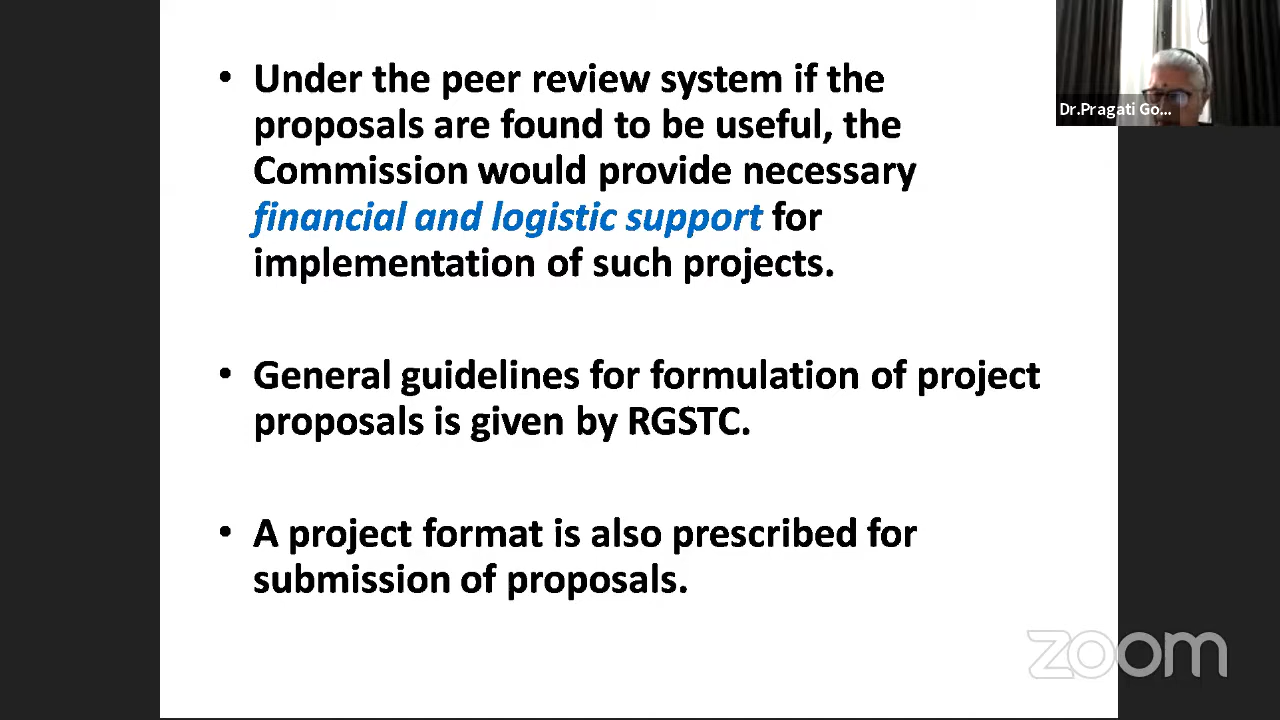 • Under the peer review system if the
proposals are found to be useful, the
Commission would provide necessary
financial and logistic support for
implementation of such projects.
• General guidelines for formulation of project
proposals is given by RGSTC.
• A project format is also prescribed for
submission of proposals.
Dr.Pragati Go...
zoom